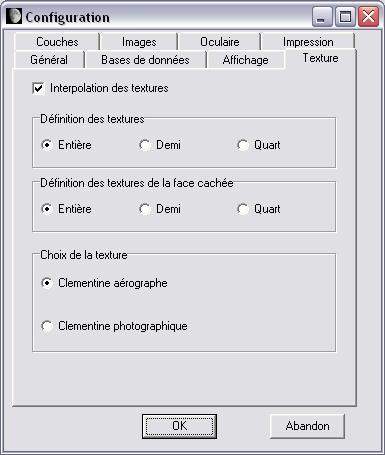 Configuration
Couches Images Oculaire Impression
Général Bases de données Affichage Texture
Interpolation des textures
Définition des textures
Entière Demi Quart
Définition des textures de la face cachée
Entière Demi Quart
Choix de la texture
Clementine aérographe
Clementine photographique
OK Abandon